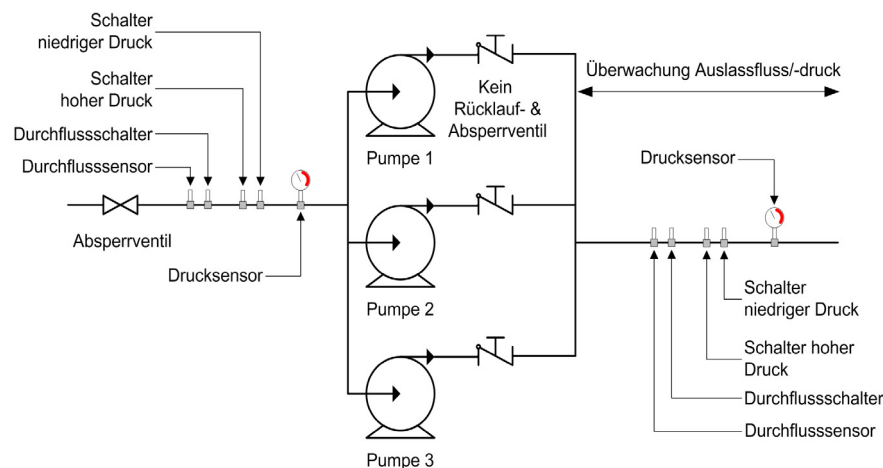 Schalter
niedriger Druck
Schalter
hoher Druck
Durchflussschalter
Durchflusssensor
Absperrventil
Drucksensor
Pumpe 1
Kein
Rücklauf- &
Absperrventil
Pumpe 2
Pumpe 3
Überwachung Auslassfluss/-druck
Drucksensor
Schalter
niedriger Druck
Schalter hoher
Druck
Durchflussschalter
Durchflusssensor